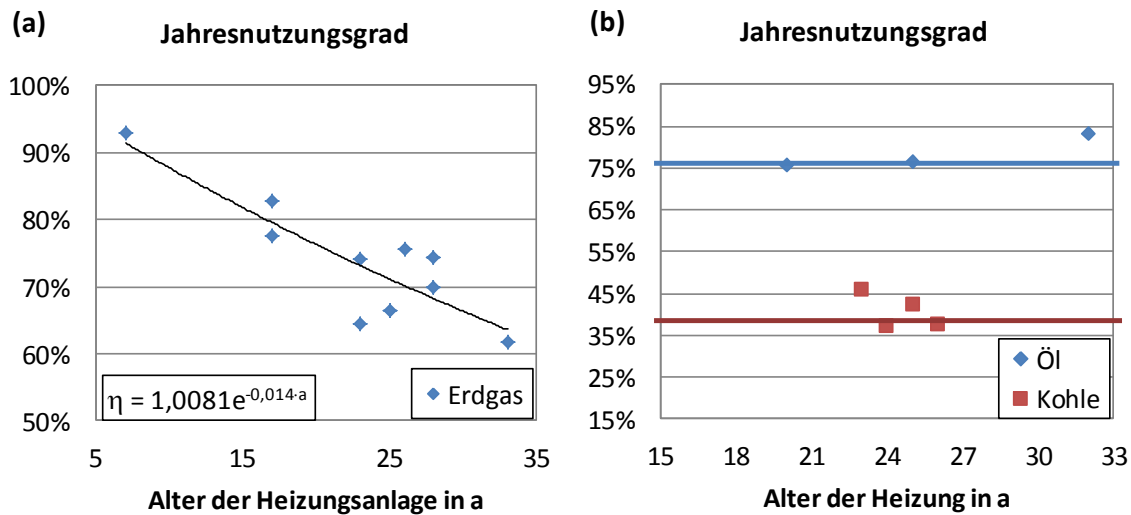 (a)
Jahresnutzungsgrad
100%
90%
80%
70%
60%
50%
η = 1,0081e^-0,014·a
Erdgas
5 15 25 35
Alter der Heizungsanlage in a
(b)
Jahresnutzungsgrad
95%
85%
75%
65%
55%
45%
35%
25%
15%
Öl
Kohle
15 18 21 24 27 30 33
Alter der Heizung in a